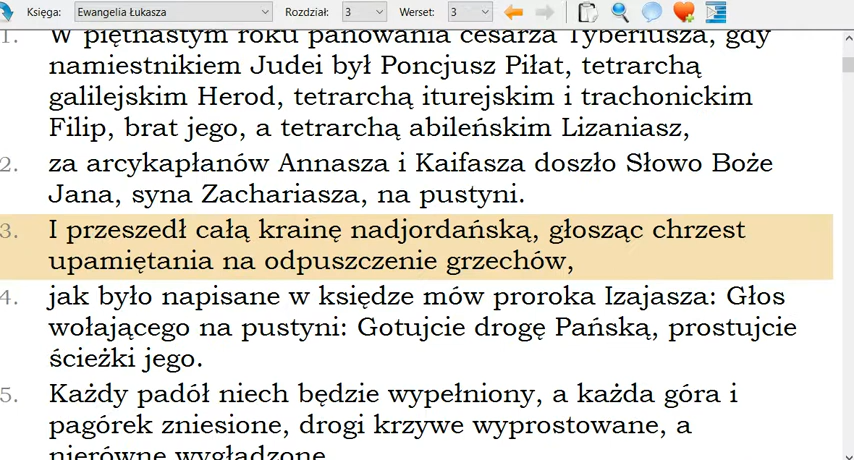 Księga: Ewangelia Łukasza Rozdział: 3 Werset: 3
1. W piętnastym roku panowania cesarza Tyberiusza, gdy
namiestnikiem Judei był Poncjusz Piłat, tetrarchą
galilejskim Herod, tetrarchą iturejskim i trachonickim
Filip, brat jego, a tetrarchą abileńskim Lizaniasz,
2. za arcykapłanów Annasza i Kaifasza doszło Słowo Boże
Jana, syna Zachariasza, na pustyni.
3. I przeszedł całą krainę nadjordańską, głosząc chrzest
upamiętania na odpuszczenie grzechów,
4. jak było napisane w księdze mów proroka Izajasza: Głos
wołającego na pustyni: Gotujcie drogę Pańską, prostujcie
ścieżki jego.
5. Każdy padół niech będzie wypełniony, a każda góra i
pagórek zniesione, drogi krzywe wyprostowane, a
nierówne wygładzone